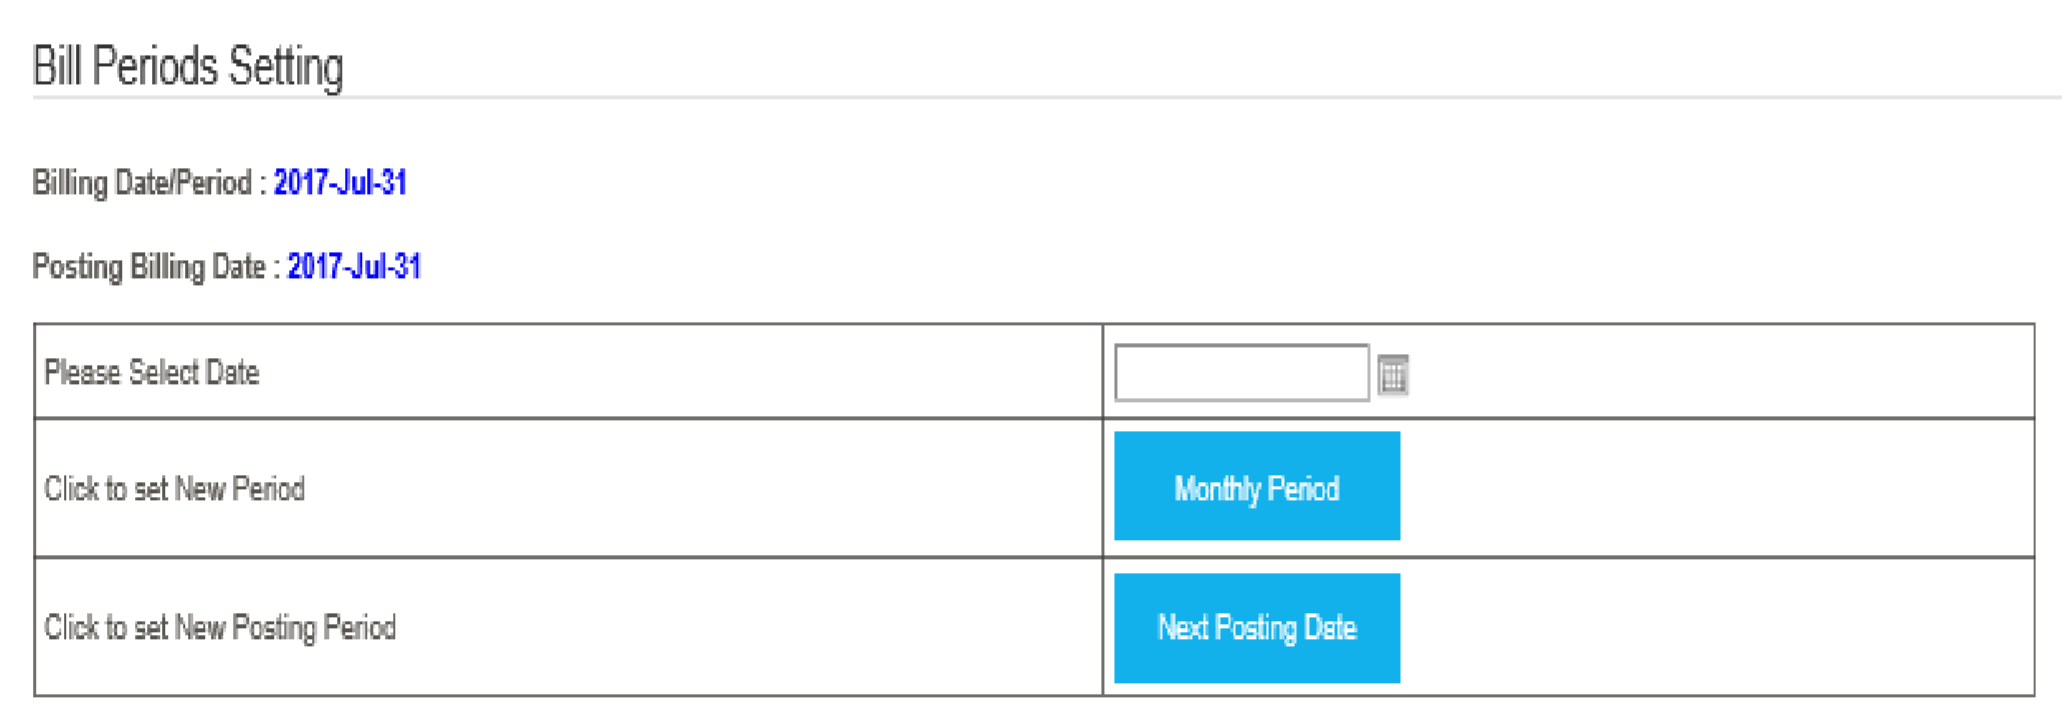 Bill Periods Setting
Billing Date/Period : 2017-Jul-31
Posting Billing Date : 2017-Jul-31
Please Select Date
Click to set New Period
Monthly Period
Click to set New Posting Period
Next Posting Date